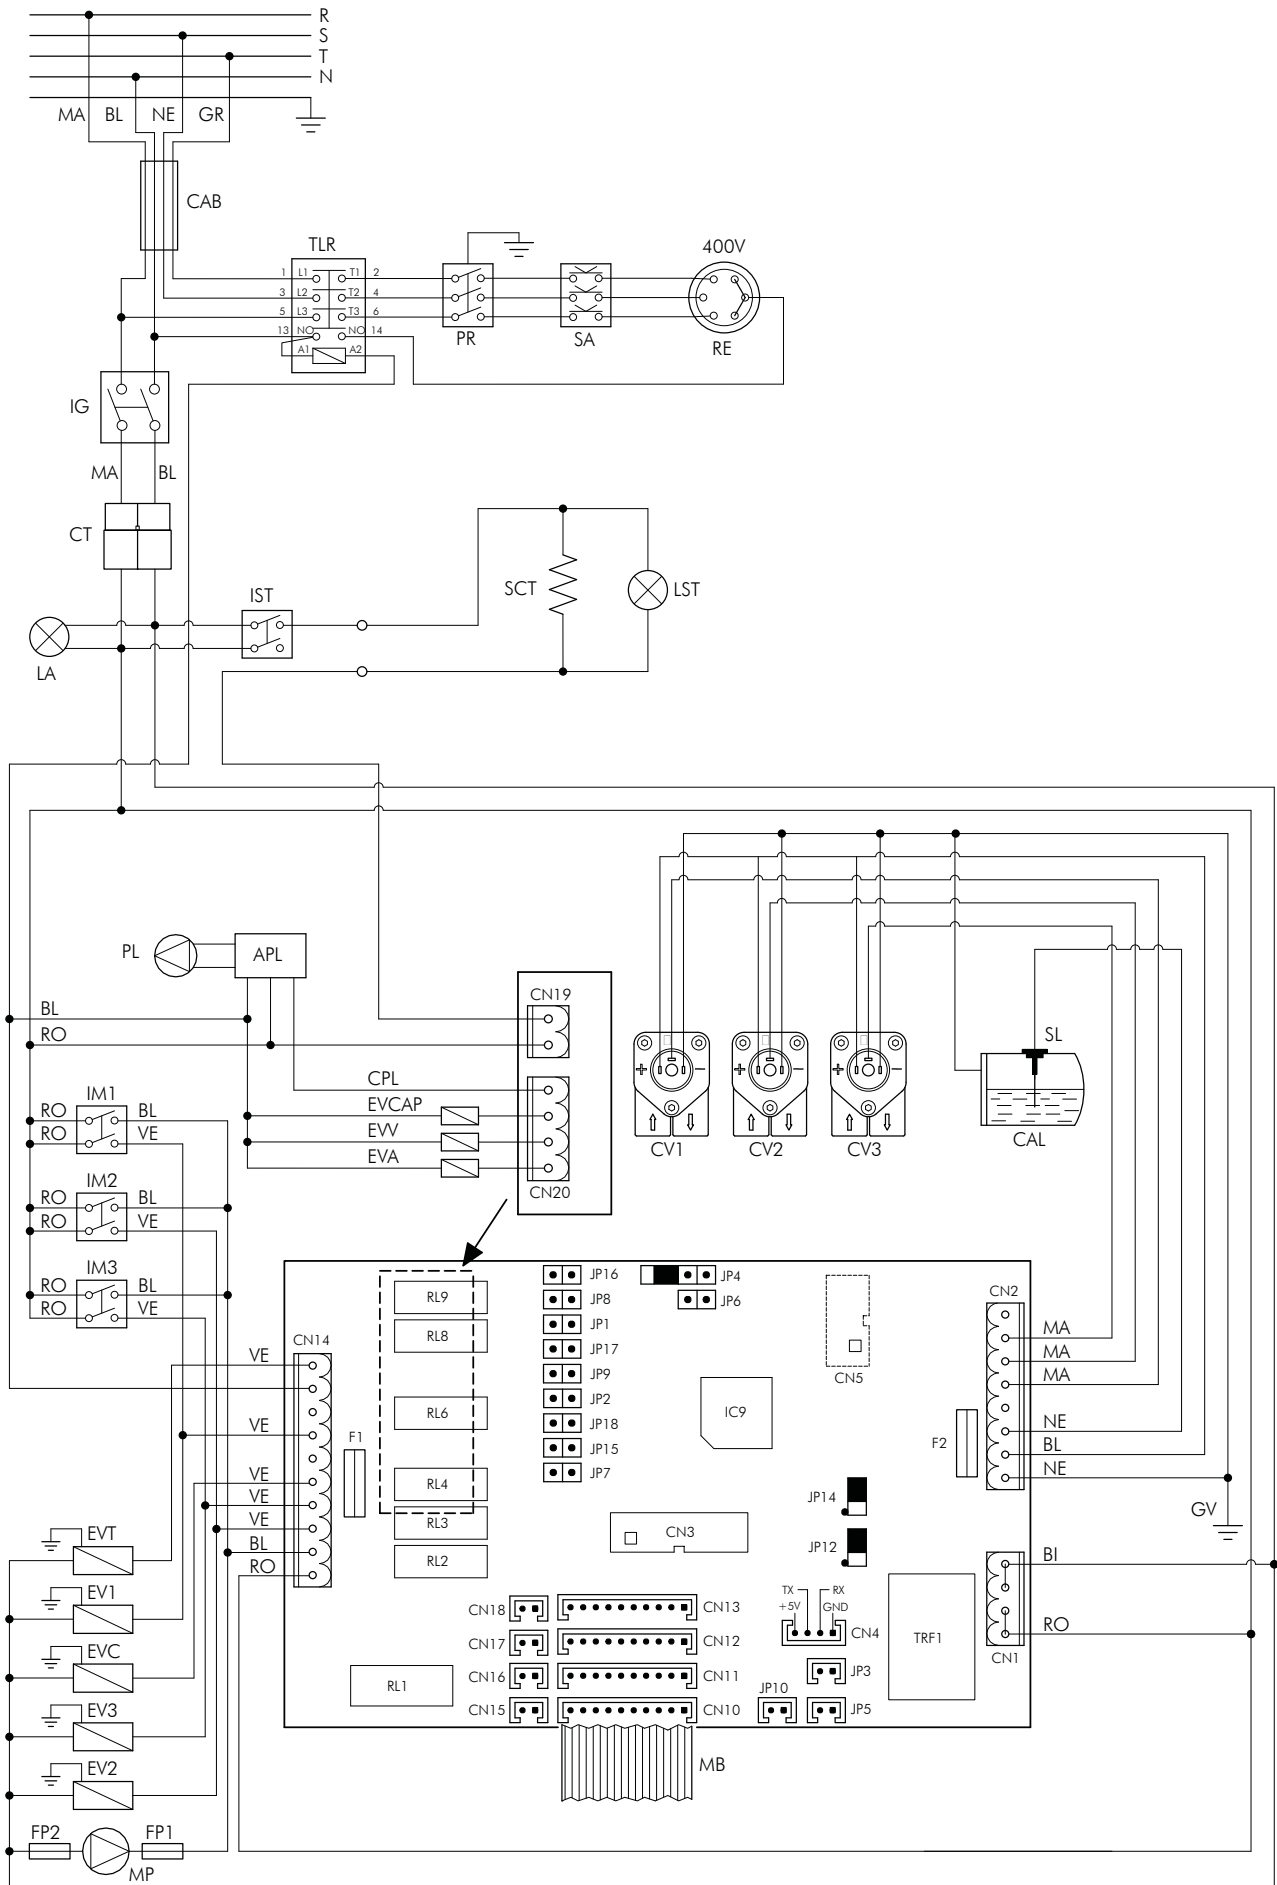 R
S
T
N
MA BL NE GR
CAB
TLR
400V
1 L1 T1 2
3 L2 T2 4
5 L3 T3 6
13 NO NO 14
A1 A2
PR
SA
RE
IG
MA BL
CT
IST
SCT
LST
LA
PL
APL
BL
RO
CN19
CPL
EVCAP
EVV
EVA
CN20
SL
CAL
CV1
CV2
CV3
+ −
+ −
+ −
IM1
RO BL
RO VE
IM2
RO BL
RO VE
IM3
RO BL
RO VE
CN14
VE
VE
VE
VE
VE
BL
RO
F1
RL9
RL8
RL6
RL4
RL3
RL2
RL1
JP16
JP8
JP1
JP17
JP9
JP2
JP18
JP15
JP7
JP4
JP6
CN5
IC9
CN2
MA
MA
MA
NE
BL
NE
F2
GV
JP14
JP12
CN3
TX RX
+5V GND
CN4
TRF1
BI
RO
CN1
CN18
CN17
CN16
CN15
CN13
CN12
CN11
CN10
JP3
JP10
JP5
MB
EVT
EV1
EVC
EV3
EV2
FP2
FP1
MP